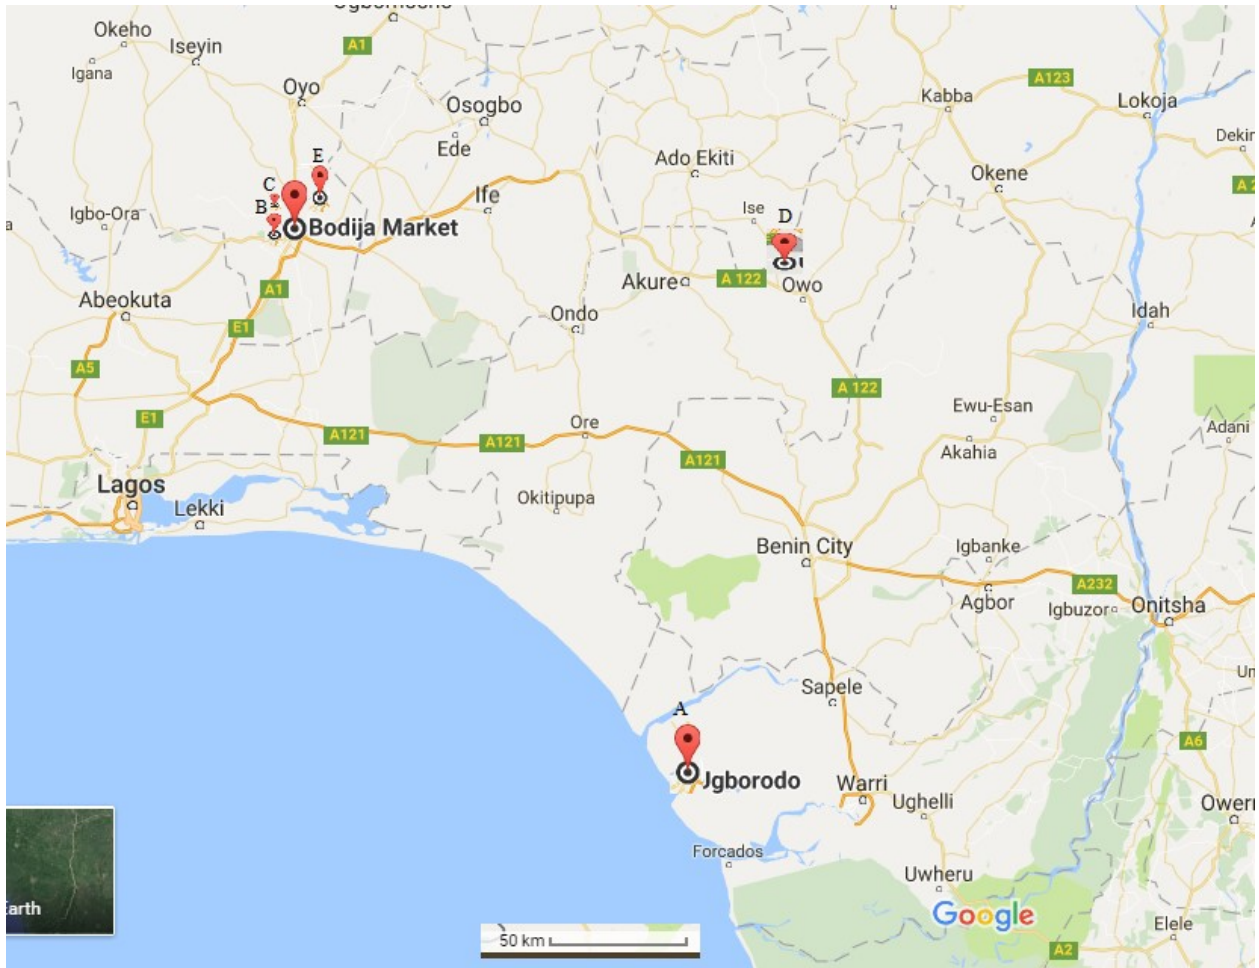 Okeho
Iseyin
A1
Igana
Oyo
A123
Kabba
Lokoja
Osogbo
Ede
E
Ado Ekiti
Okene
C
Ife
B
Bodija Market
Igbo-Ora
Ise
D
A 122
Akure
Owo
A1
Abeokuta
Ondo
Idah
E1
A5
A 122
E1
Ewu-Esan
Ore
A121
A121
A121
Akahia
Adani
Lagos
Lekki
Okitipupa
Benin City
Igbanke
A232
Agbor
Igbuzor
Onitsha
Sapele
A
A6
Jgborodo
Warri
Ughelli
Forcados
Uwheru
Google
50 km
Elele
A2